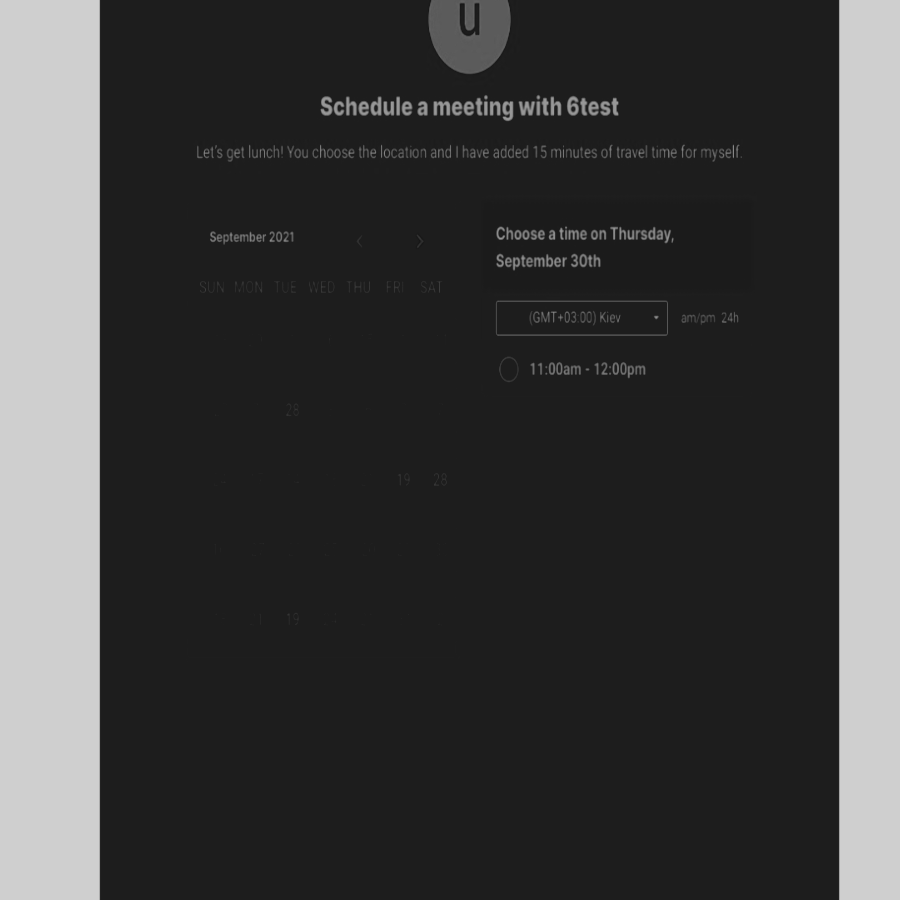 u
Schedule a meeting with 6test
Let's get lunch! You choose the location and I have added 15 minutes of travel time for myself.
September 2021
SUN MON TUE WED THU FRI SAT
28
19 28
19
Choose a time on Thursday,
September 30th
(GMT+03:00) Kiev
am/pm 24h
11:00am - 12:00pm